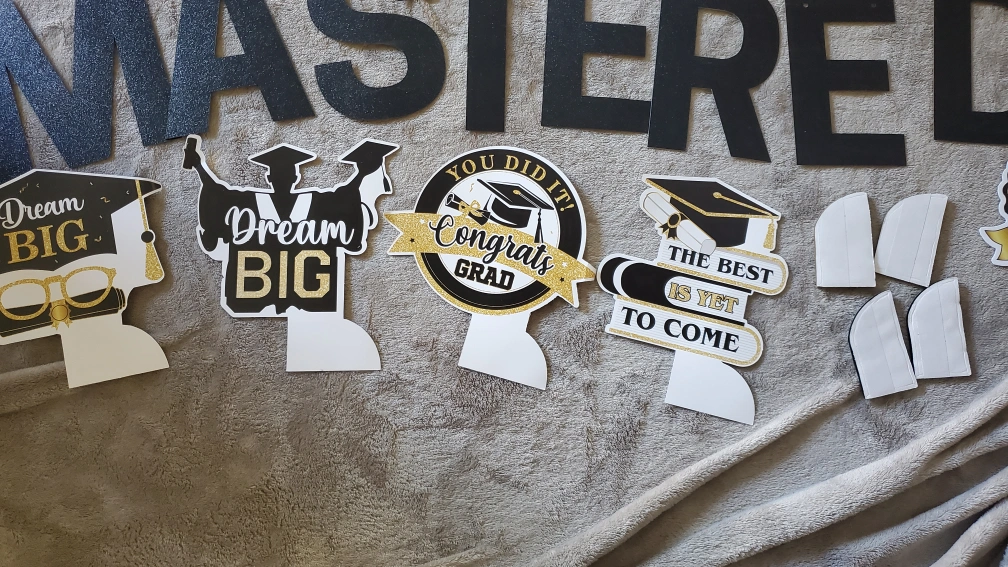 MASTERED
Dream
BIG
Dream
BIG
YOU DID IT!
Congrats
GRAD
THE BEST
IS YET
TO COME